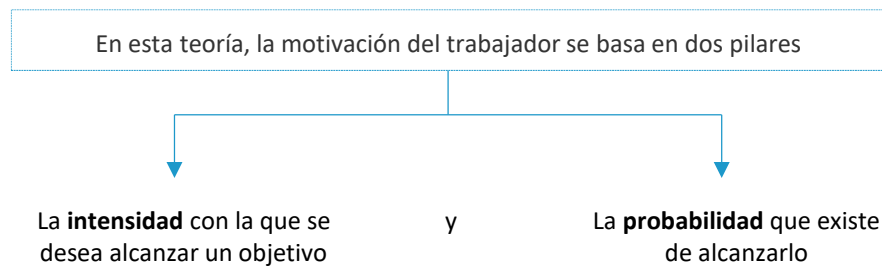 En esta teoría, la motivación del trabajador se basa en dos pilares
La intensidad con la que se
desea alcanzar un objetivo
y
La probabilidad que existe
de alcanzarlo